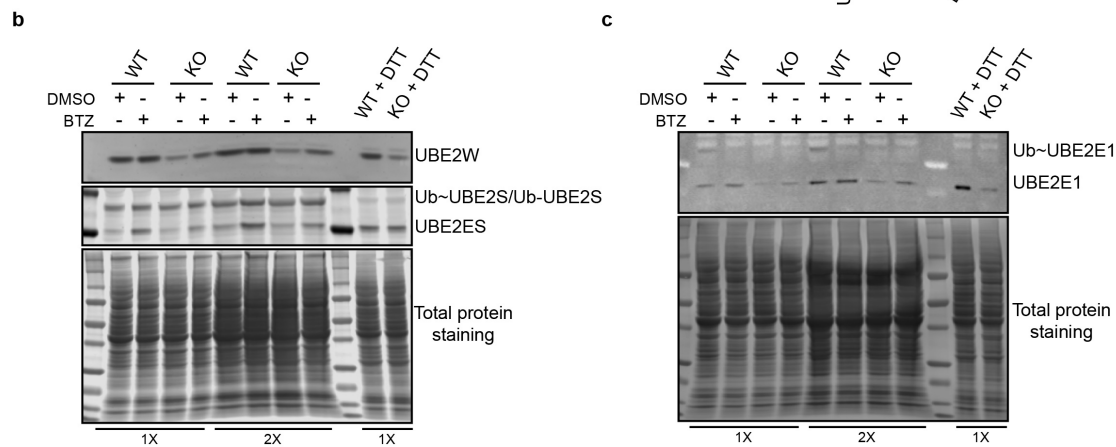 b
WT KO WT KO WT + DTT KO + DTT
DMSO + - + - + - + -
BTZ - + - + - + - +
UBE2W
Ub~UBE2S/Ub-UBE2S
UBE2ES
Total protein
staining
1X 2X 1X
c
WT KO WT KO WT + DTT KO + DTT
DMSO + - + - + - + -
BTZ - + - + - + - +
Ub~UBE2E1
UBE2E1
Total protein
staining
1X 2X 1X